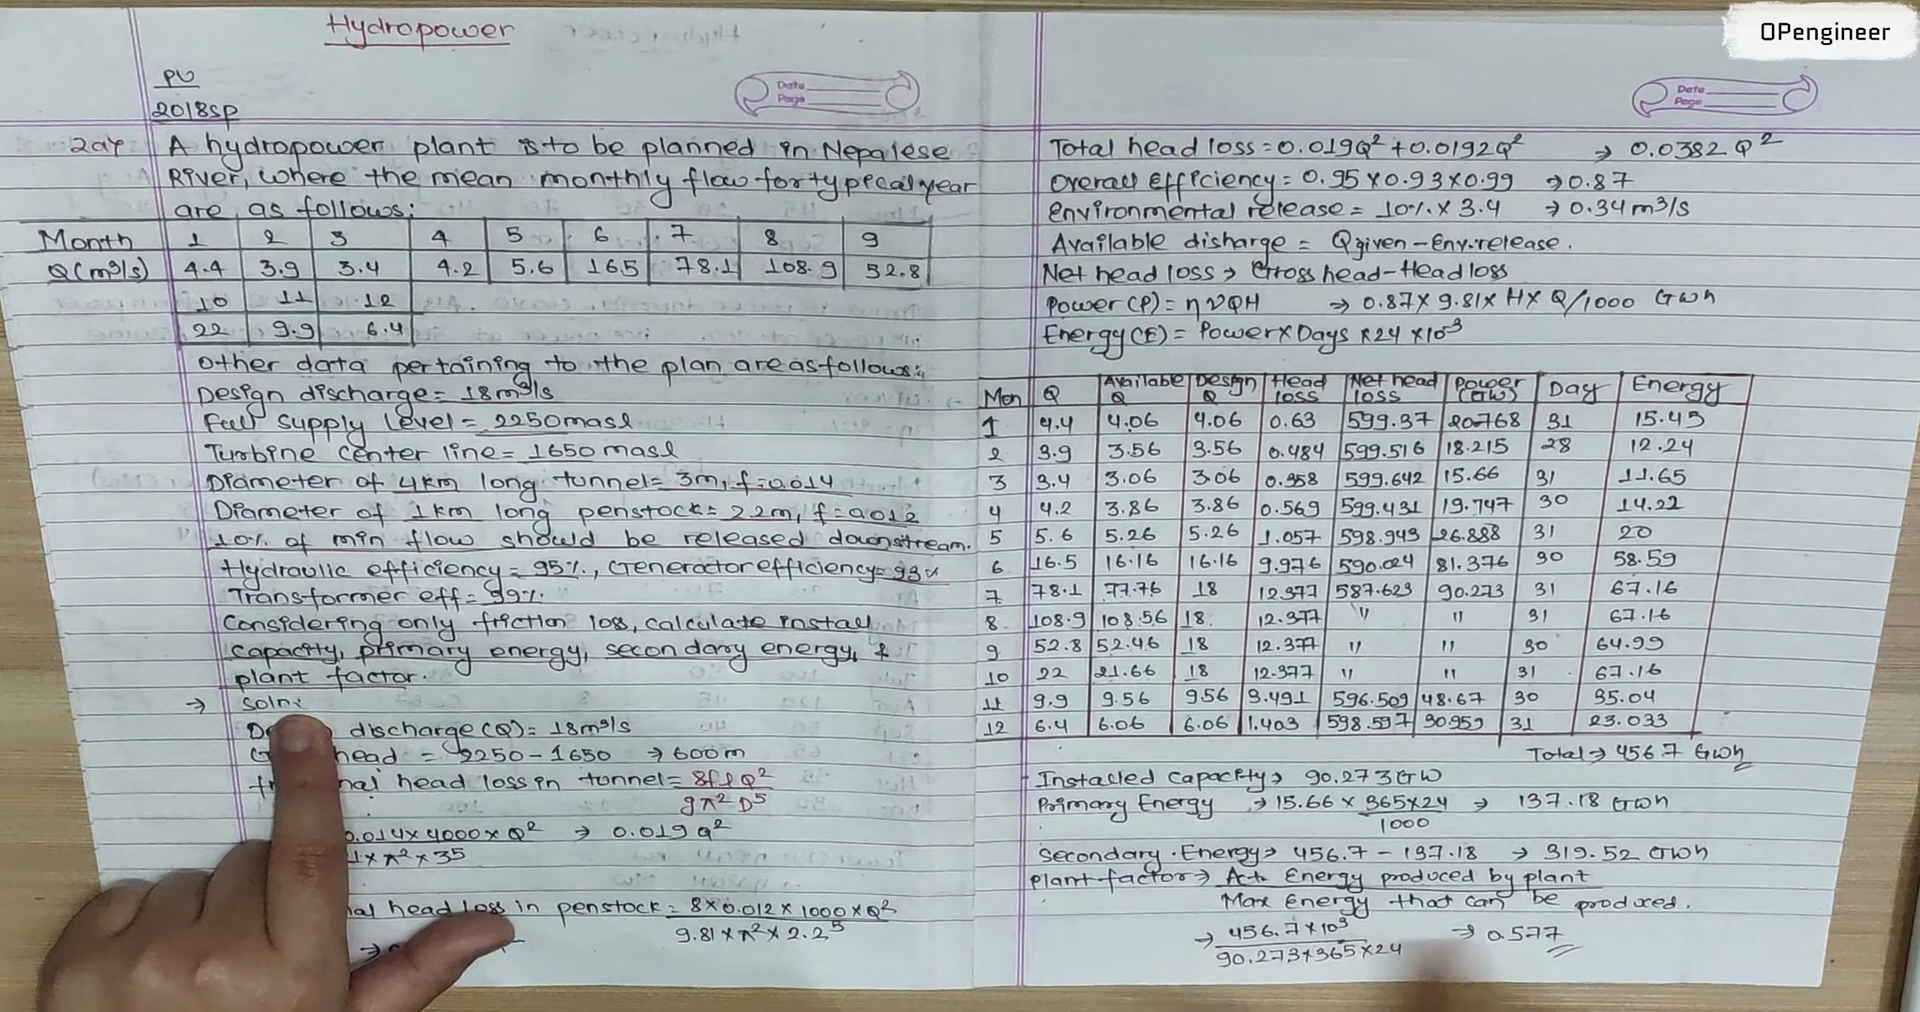 OPengineer
Hydropower
PU
2018sp
Date
Page
2a)
A hydropower plant is to be planned in Nepalese
River, where the mean monthly flow for typical year
are as follows:
Month 1 2 3 4 5 6 7 8 9
Q(m3/s) 4.4 3.9 3.4 4.2 5.6 16.5 78.1 108.9 52.8
10 11 12
22 9.9 6.4
Other data pertaining to the plan are as follows:
Design discharge = 18m3/s
Full supply level = 2250masl
Turbine center line = 1650masl
Diameter of 4km long tunnel = 3m, f=0.014
Diameter of 1km long penstock = 2.2m, f=0.012
10% of min flow should be released downstream.
Hydraulic efficiency = 95%, Generator efficiency = 93%
Transformer eff = 99%
Considering only friction loss, calculate install
capacity, primary energy, secondary energy, &
plant factor.
→ soln:
discharge (Q) = 18m3/s
head = 2250-1650 → 600m
head loss in tunnel = 8flQ²
gπ²D⁵
0.014×4000×Q² → 0.019Q²
×π²×3⁵
head loss in penstock = 8×0.012×1000×Q²
9.81×π²×2.2⁵
Date
Page
Total head loss = 0.019Q²+0.0192Q² → 0.0382Q²
Overall Efficiency = 0.95×0.93×0.99 → 0.87
Environmental release = 10%×3.4 → 0.34m3/s
Available disharge = Qgiven-Env.release.
Net head loss → Gross head-Head loss
Power (P) = ηγQH → 0.87×9.81×H×Q/1000 Gwh
Energy (E) = Power×Days×24×10⁻³
Mon Q Available Q Design Q Head loss Net head loss Power (GW) Day Energy
1 4.4 4.06 4.06 0.63 599.37 20.768 31 15.45
2 3.9 3.56 3.56 0.484 599.516 18.215 28 12.24
3 3.4 3.06 3.06 0.358 599.642 15.66 31 11.65
4 4.2 3.86 3.86 0.569 599.431 19.747 30 14.22
5 5.6 5.26 5.26 1.057 598.943 26.888 31 20
6 16.5 16.16 16.16 9.976 590.024 81.376 30 58.59
7 78.1 77.76 18 12.377 587.623 90.273 31 67.16
8 108.9 108.56 18. 12.377 " " 31 67.16
9 52.8 52.46 18 12.377 " " 30 64.99
10 22 21.66 18 12.377 " " 31 67.16
11 9.9 9.56 9.56 3.491 596.509 48.67 30 35.04
12 6.4 6.06 6.06 1.403 598.597 30.959 31 23.033
Total → 456.7 Gwh
Installed Capacity → 90.273GW
Primary Energy → 15.66 × 365×24 → 137.18 Gwh
1000
Secondary Energy → 456.7 - 137.18 → 319.52 Gwh
Plant factor → Act. Energy produced by plant
Max Energy that can be produced.
→ 456.7×10³ → 0.577
90.273×365×24